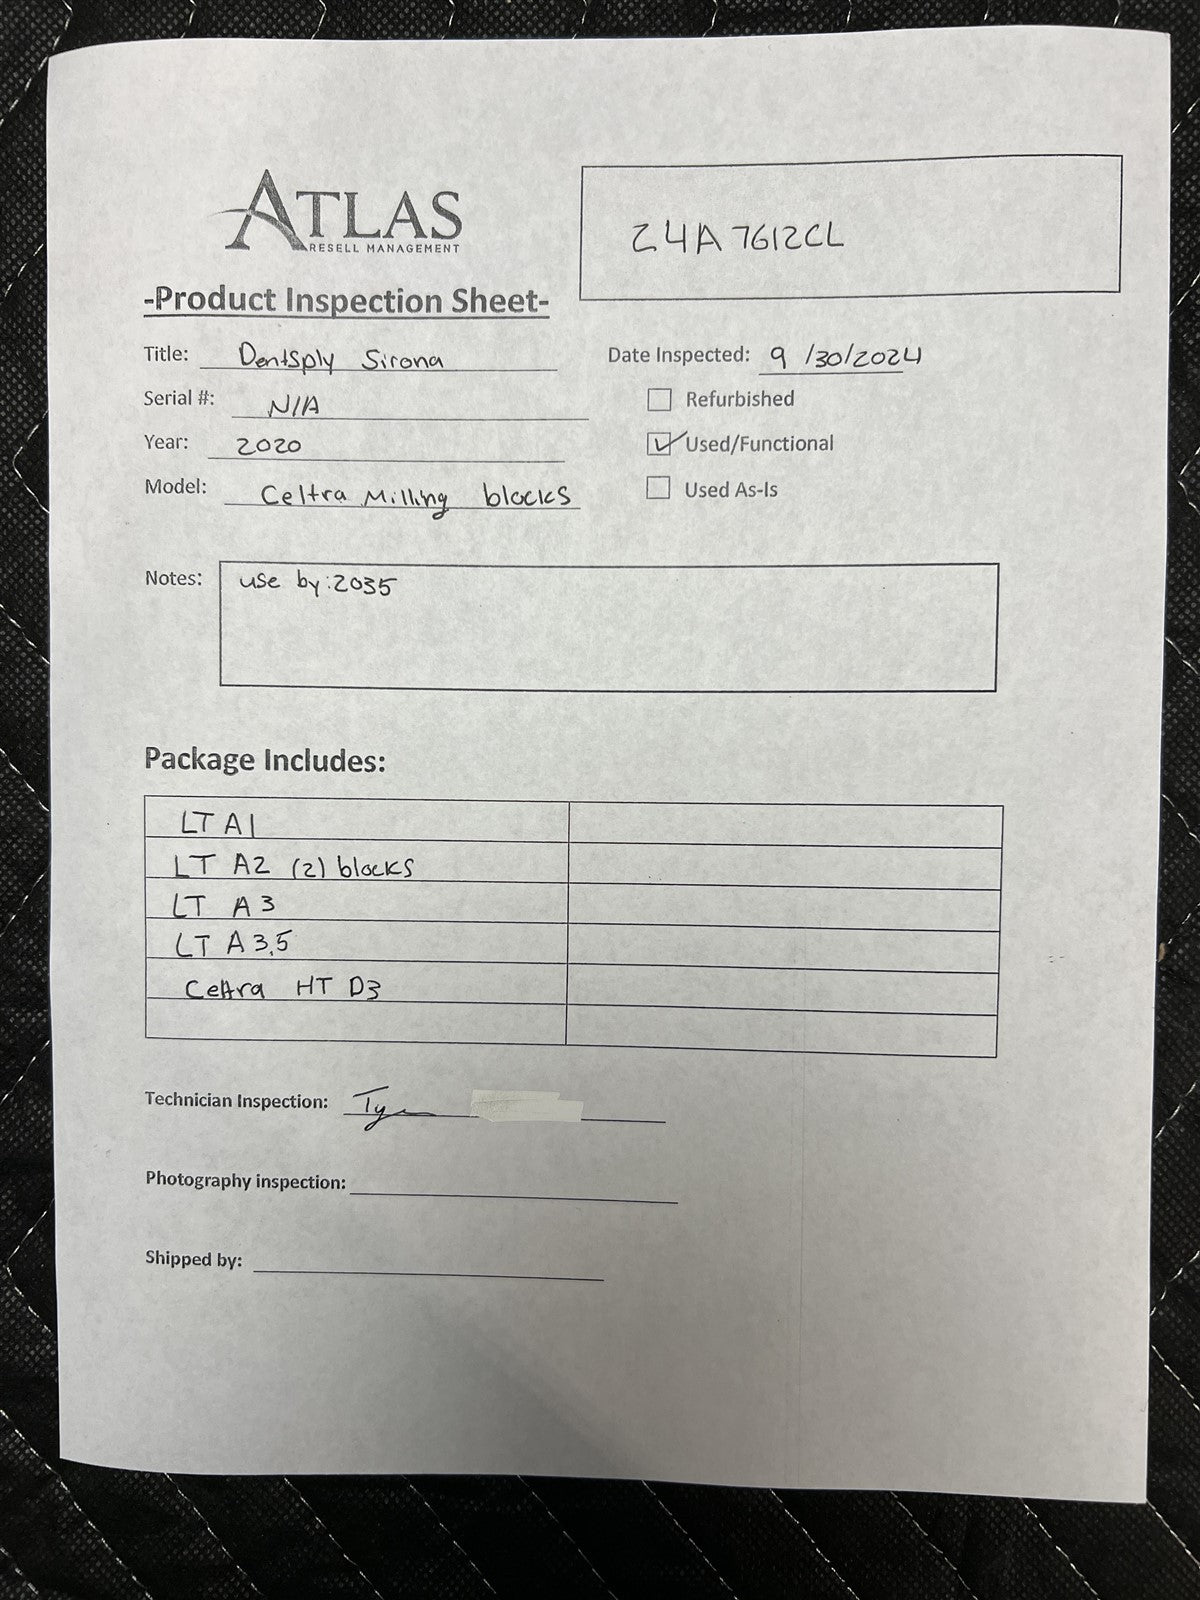 ATLAS
RESELL MANAGEMENT
24A7612CL
-Product Inspection Sheet-
Title: Dentsply Sirona
Date Inspected: 9/30/2024
Serial #: N/A
Refurbished
Year: 2020
Used/Functional
Model: Celtra Milling blocks
Used As-Is
Notes: use by: 2035
Package Includes:
LT A1
LT A2 (2) blocks
LT A3
LT A3.5
Celtra HT D3
Technician Inspection: Ty
Photography inspection:
Shipped by: